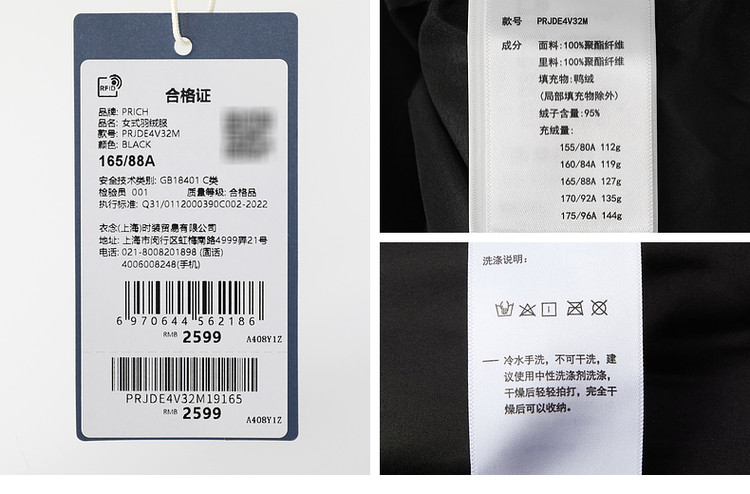 RFID
合格证
品牌: PRICH
品名: 女式羽绒服
款号: PRJDE4V32M
颜色: BLACK
165/88A
安全技术类别: GB18401 C类
检验员 001 质量等级: 合格品
执行标准: Q31/0112000390C002-2022
衣念(上海)时装贸易有限公司
地址: 上海市闵行区虹梅南路4999弄21号
电话: 021-8008201898 (固话)
4006008248(手机)
6 970644 562186
RMB 2599 A408Y1Z
PRJDE4V32M19165
RMB 2599 A408Y1Z
款号 PRJDE4V32M
成分 面料:100%聚酯纤维
里料:100%聚酯纤维
填充物:鸭绒
(局部填充物除外)
绒子含量:95%
充绒量:
155/80A 112g
160/84A 119g
165/88A 127g
170/92A 135g
175/96A 144g
洗涤说明:
一 冷水手洗, 不可干洗, 建
议使用中性洗涤剂洗涤,
干燥后轻轻拍打, 完全干
燥后可以收纳。